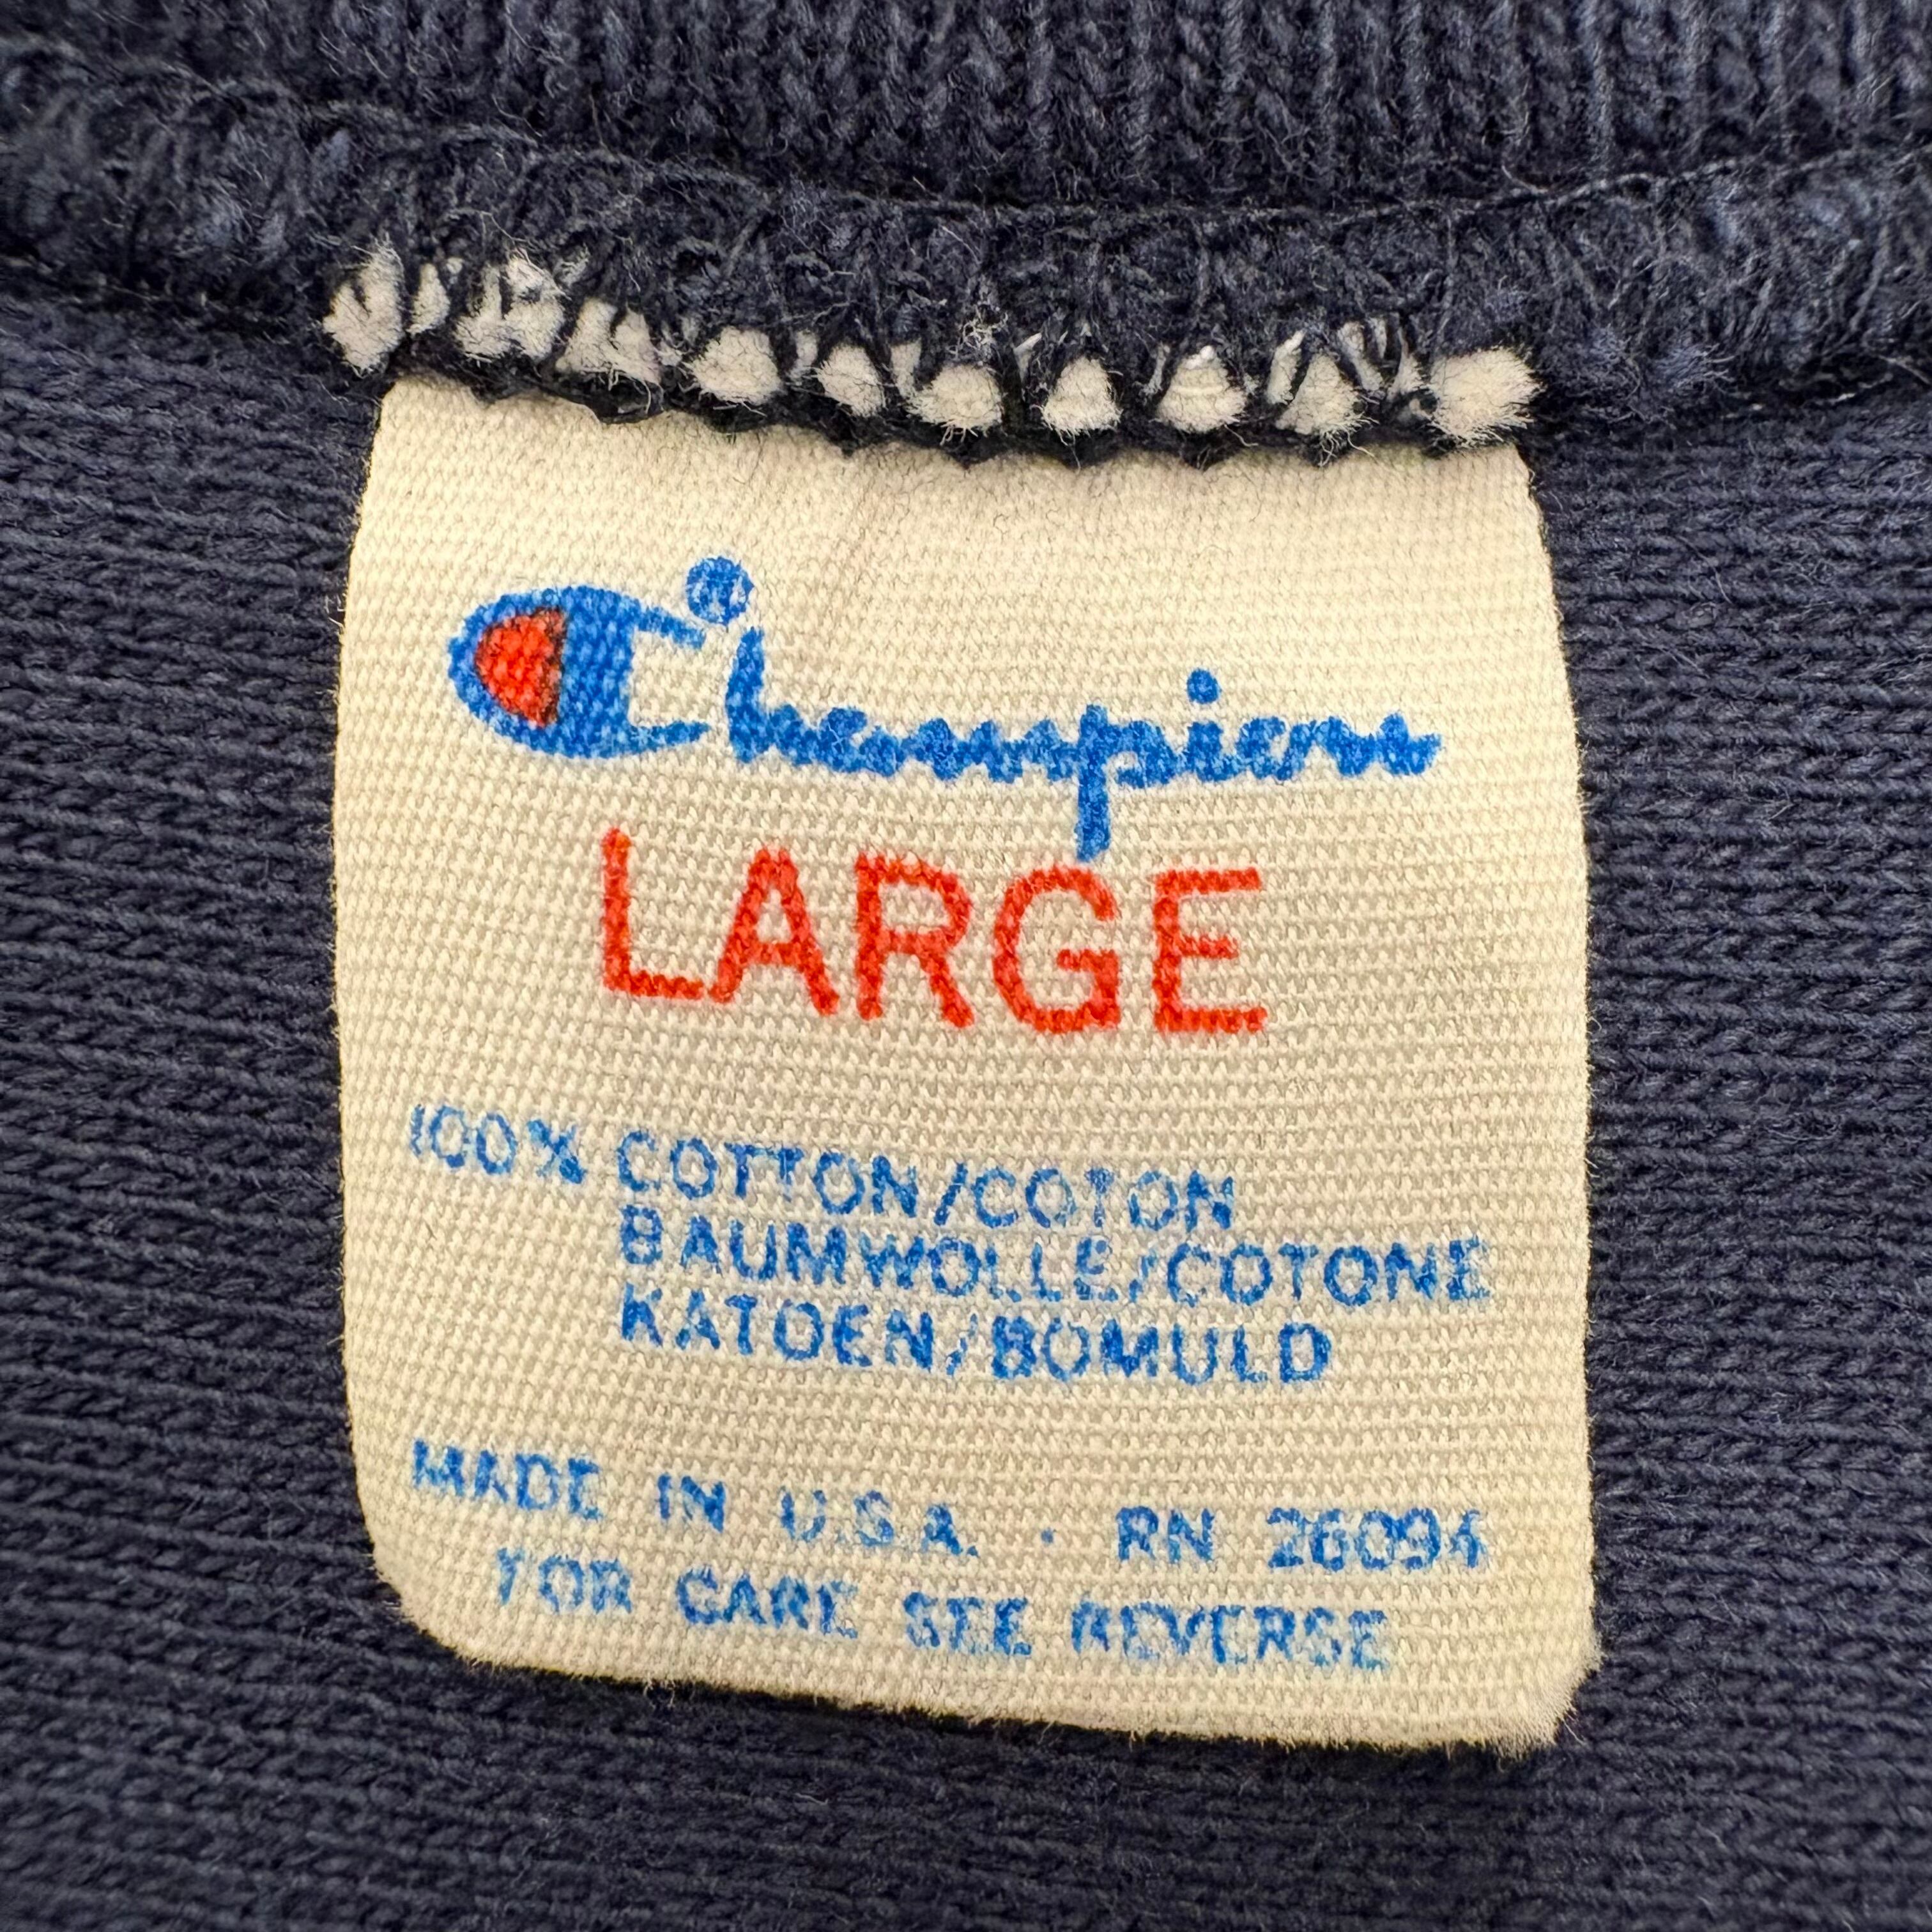 Champion
LARGE
100% COTTON/COTON
BAUMWOLLE/COTONE
KATOEN/BOMULD
MADE IN U.S.A. · RN 26094
FOR CARE SEE REVERSE